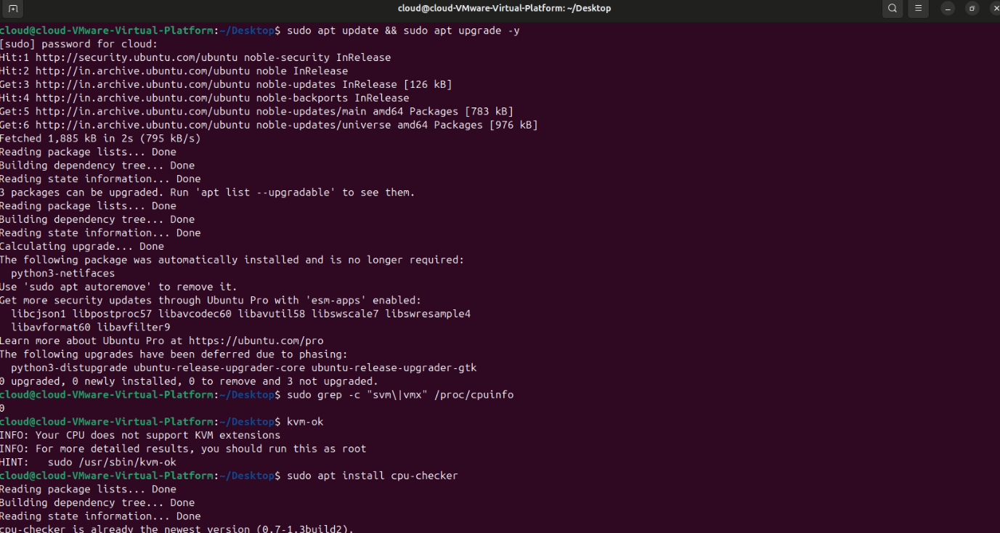 cloud@cloud-VMware-Virtual-Platform: ~/Desktop
cloud@cloud-VMware-Virtual-Platform:~/Desktop$ sudo apt update && sudo apt upgrade -y
[sudo] password for cloud:
Hit:1 http://security.ubuntu.com/ubuntu noble-security InRelease
Hit:2 http://in.archive.ubuntu.com/ubuntu noble InRelease
Get:3 http://in.archive.ubuntu.com/ubuntu noble-updates InRelease [126 kB]
Hit:4 http://in.archive.ubuntu.com/ubuntu noble-backports InRelease
Get:5 http://in.archive.ubuntu.com/ubuntu noble-updates/main amd64 Packages [783 kB]
Get:6 http://in.archive.ubuntu.com/ubuntu noble-updates/universe amd64 Packages [976 kB]
Fetched 1,885 kB in 2s (795 kB/s)
Reading package lists... Done
Building dependency tree... Done
Reading state information... Done
3 packages can be upgraded. Run 'apt list --upgradable' to see them.
Reading package lists... Done
Building dependency tree... Done
Reading state information... Done
Calculating upgrade... Done
The following package was automatically installed and is no longer required:
  python3-netifaces
Use 'sudo apt autoremove' to remove it.
Get more security updates through Ubuntu Pro with 'esm-apps' enabled:
  libcjson1 libpostproc57 libavcodec60 libavutil58 libswscale7 libswresample4
  libavformat60 libavfilter9
Learn more about Ubuntu Pro at https://ubuntu.com/pro
The following upgrades have been deferred due to phasing:
  python3-distupgrade ubuntu-release-upgrader-core ubuntu-release-upgrader-gtk
0 upgraded, 0 newly installed, 0 to remove and 3 not upgraded.
cloud@cloud-VMware-Virtual-Platform:~/Desktop$ sudo grep -c "svm\|vmx" /proc/cpuinfo
0
cloud@cloud-VMware-Virtual-Platform:~/Desktop$ kvm-ok
INFO: Your CPU does not support KVM extensions
INFO: For more detailed results, you should run this as root
HINT:   sudo /usr/sbin/kvm-ok
cloud@cloud-VMware-Virtual-Platform:~/Desktop$ sudo apt install cpu-checker
Reading package lists... Done
Building dependency tree... Done
Reading state information... Done
cpu-checker is already the newest version (0.7-1.3build2).